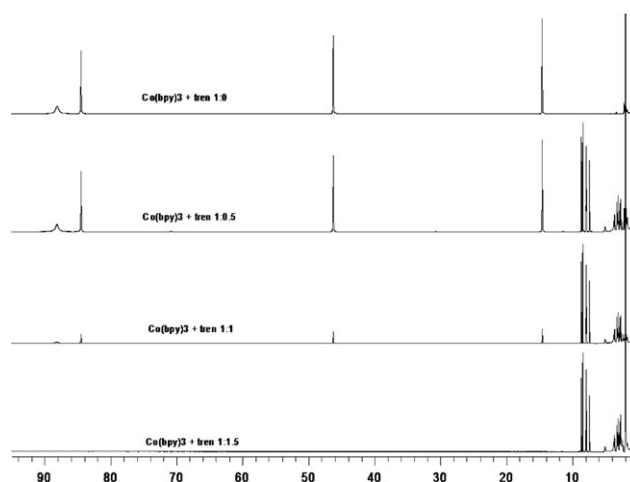 Co(bpy)3 + tren 1:0
Co(bpy)3 + tren 1:0.5
Co(bpy)3 + tren 1:1
Co(bpy)3 + tren 1:1.5
90 80 70 60 50 40 30 20 10